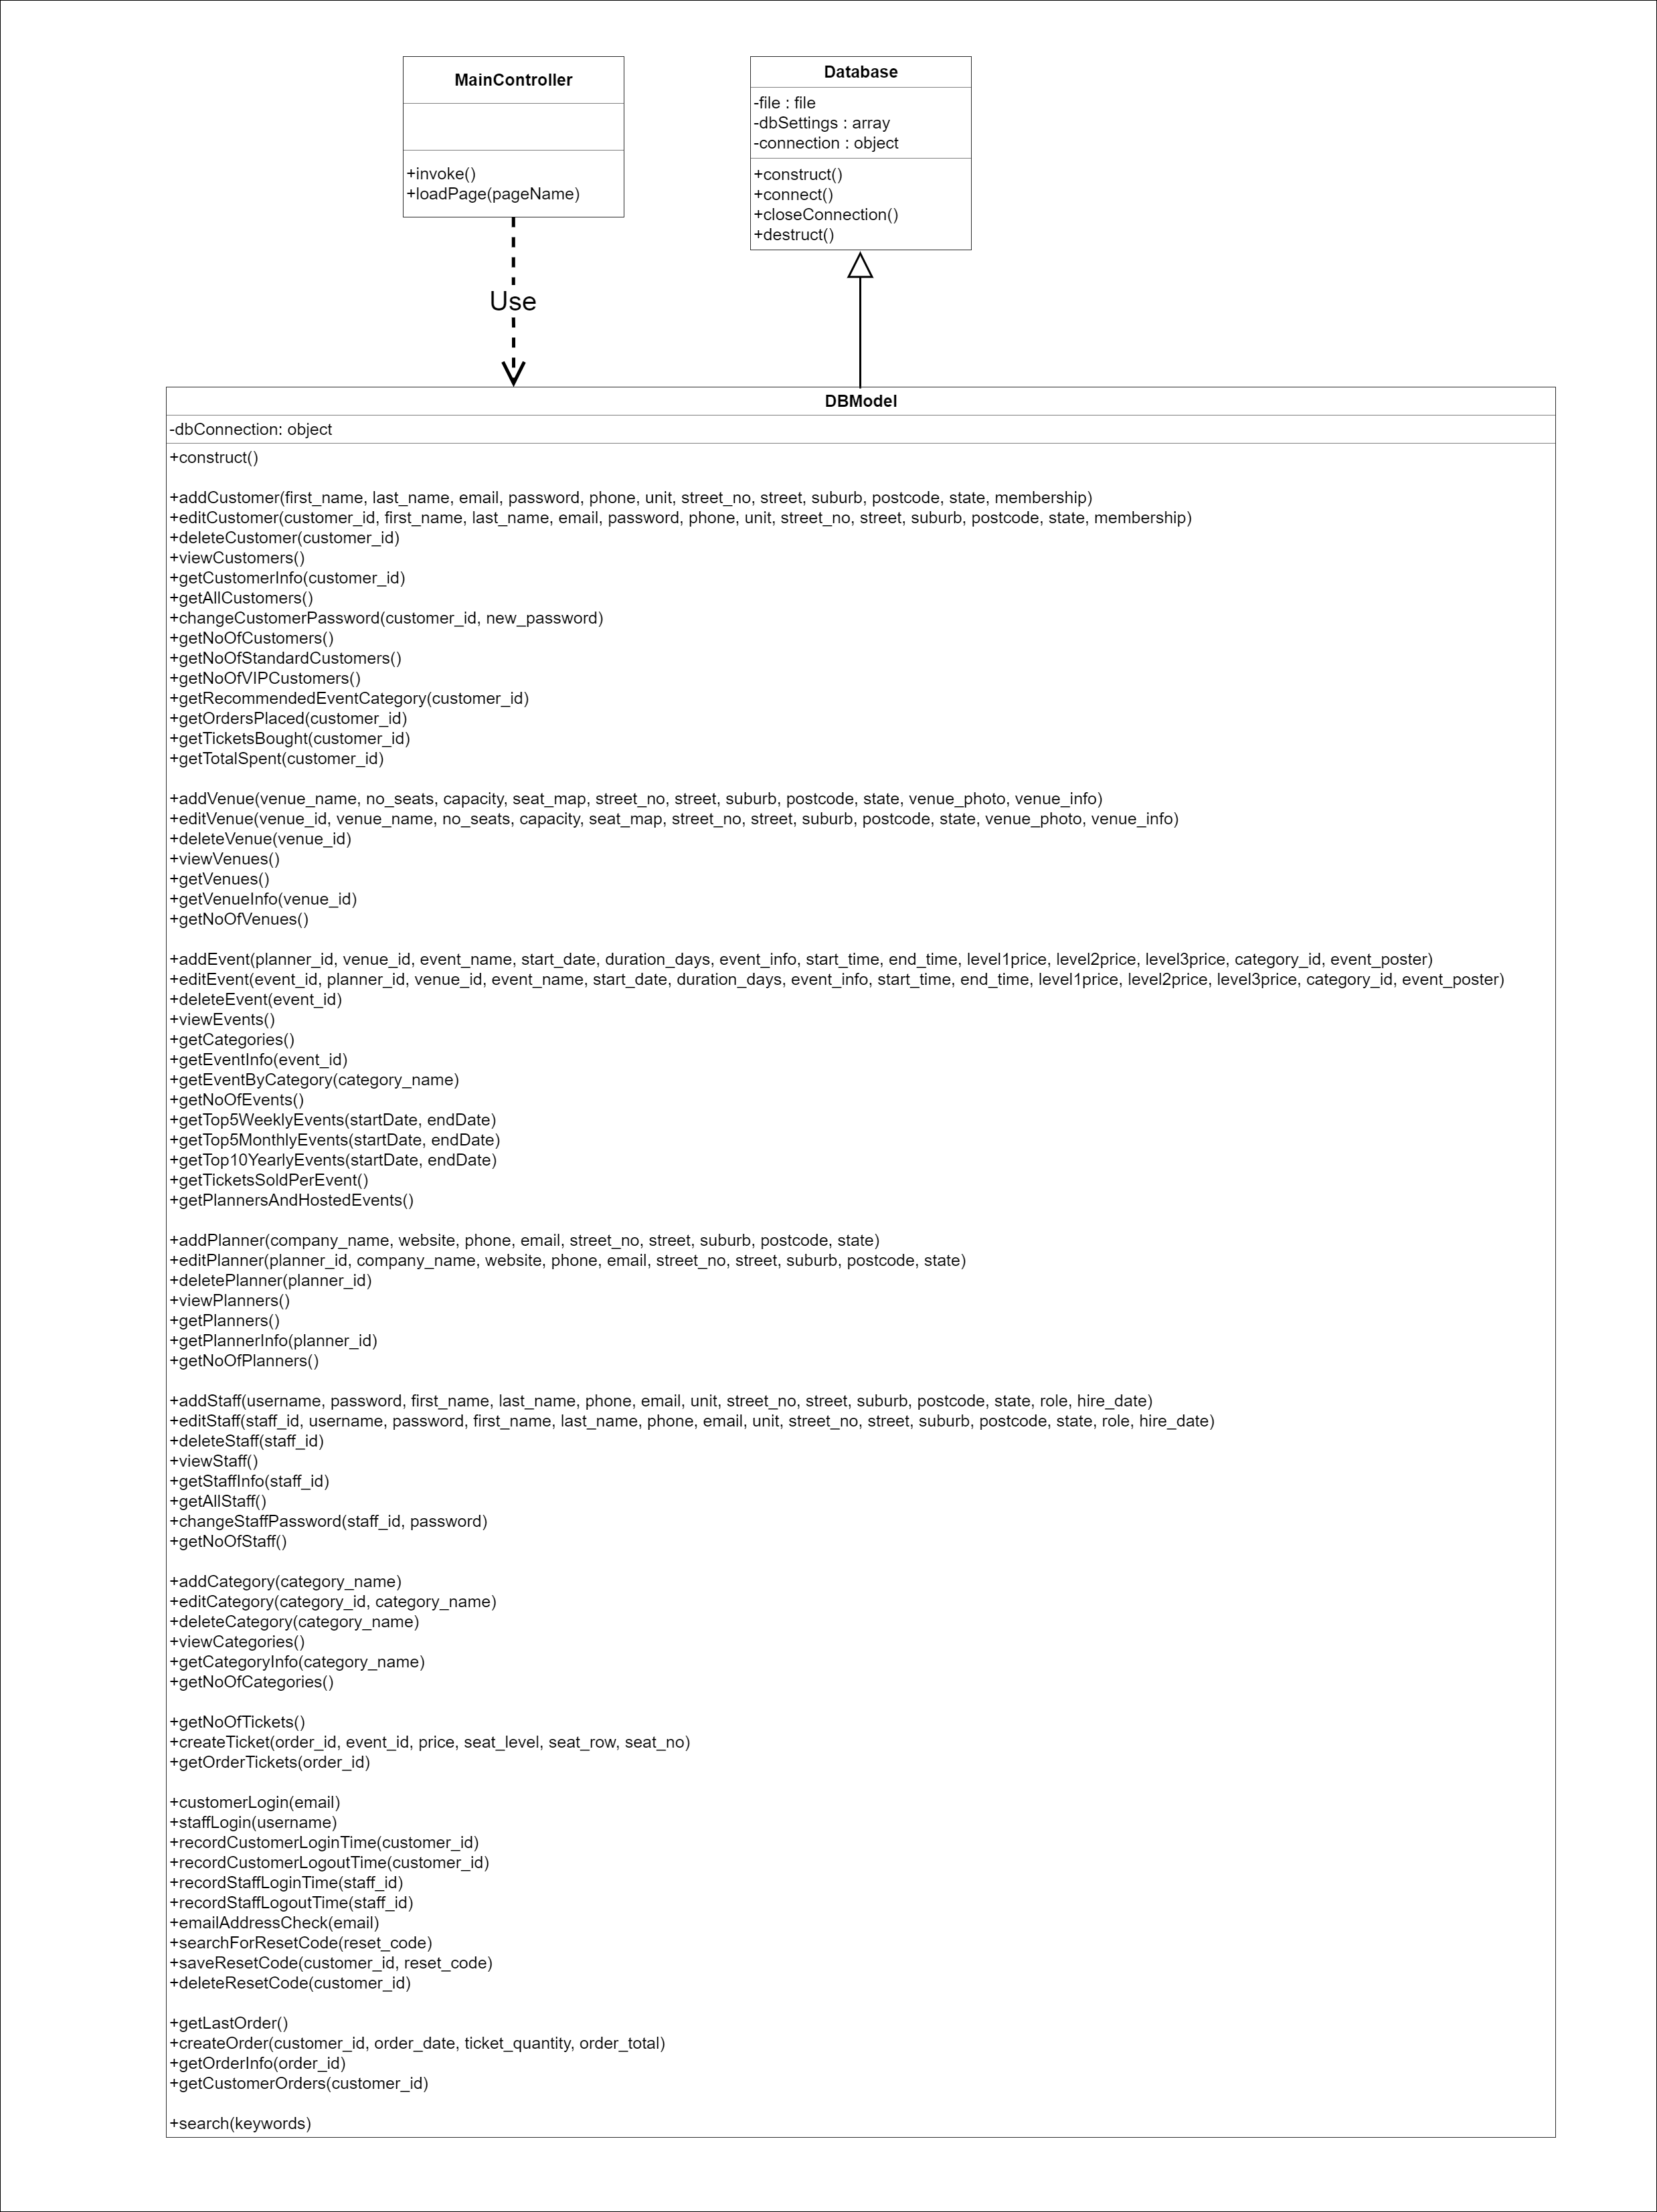 MainController
+invoke()
+loadPage(pageName)
Database
-file : file
-dbSettings : array
-connection : object
+construct()
+connect()
+closeConnection()
+destruct()
Use
DBModel
-dbConnection: object
+construct()
+addCustomer(first_name, last_name, email, password, phone, unit, street_no, street, suburb, postcode, state, membership)
+editCustomer(customer_id, first_name, last_name, email, password, phone, unit, street_no, street, suburb, postcode, state, membership)
+deleteCustomer(customer_id)
+viewCustomers()
+getCustomerInfo(customer_id)
+getAllCustomers()
+changeCustomerPassword(customer_id, new_password)
+getNoOfCustomers()
+getNoOfStandardCustomers()
+getNoOfVIPCustomers()
+getRecommendedEventCategory(customer_id)
+getOrdersPlaced(customer_id)
+getTicketsBought(customer_id)
+getTotalSpent(customer_id)
+addVenue(venue_name, no_seats, capacity, seat_map, street_no, street, suburb, postcode, state, venue_photo, venue_info)
+editVenue(venue_id, venue_name, no_seats, capacity, seat_map, street_no, street, suburb, postcode, state, venue_photo, venue_info)
+deleteVenue(venue_id)
+viewVenues()
+getVenues()
+getVenueInfo(venue_id)
+getNoOfVenues()
+addEvent(planner_id, venue_id, event_name, start_date, duration_days, event_info, start_time, end_time, level1price, level2price, level3price, category_id, event_poster)
+editEvent(event_id, planner_id, venue_id, event_name, start_date, duration_days, event_info, start_time, end_time, level1price, level2price, level3price, category_id, event_poster)
+deleteEvent(event_id)
+viewEvents()
+getCategories()
+getEventInfo(event_id)
+getEventByCategory(category_name)
+getNoOfEvents()
+getTop5WeeklyEvents(startDate, endDate)
+getTop5MonthlyEvents(startDate, endDate)
+getTop10YearlyEvents(startDate, endDate)
+getTicketsSoldPerEvent()
+getPlannersAndHostedEvents()
+addPlanner(company_name, website, phone, email, street_no, street, suburb, postcode, state)
+editPlanner(planner_id, company_name, website, phone, email, street_no, street, suburb, postcode, state)
+deletePlanner(planner_id)
+viewPlanners()
+getPlanners()
+getPlannerInfo(planner_id)
+getNoOfPlanners()
+addStaff(username, password, first_name, last_name, phone, email, unit, street_no, street, suburb, postcode, state, role, hire_date)
+editStaff(staff_id, username, password, first_name, last_name, phone, email, unit, street_no, street, suburb, postcode, state, role, hire_date)
+deleteStaff(staff_id)
+viewStaff()
+getStaffInfo(staff_id)
+getAllStaff()
+changeStaffPassword(staff_id, password)
+getNoOfStaff()
+addCategory(category_name)
+editCategory(category_id, category_name)
+deleteCategory(category_name)
+viewCategories()
+getCategoryInfo(category_name)
+getNoOfCategories()
+getNoOfTickets()
+createTicket(order_id, event_id, price, seat_level, seat_row, seat_no)
+getOrderTickets(order_id)
+customerLogin(email)
+staffLogin(username)
+recordCustomerLoginTime(customer_id)
+recordCustomerLogoutTime(customer_id)
+recordStaffLoginTime(staff_id)
+recordStaffLogoutTime(staff_id)
+emailAddressCheck(email)
+searchForResetCode(reset_code)
+saveResetCode(customer_id, reset_code)
+deleteResetCode(customer_id)
+getLastOrder()
+createOrder(customer_id, order_date, ticket_quantity, order_total)
+getOrderInfo(order_id)
+getCustomerOrders(customer_id)
+search(keywords)